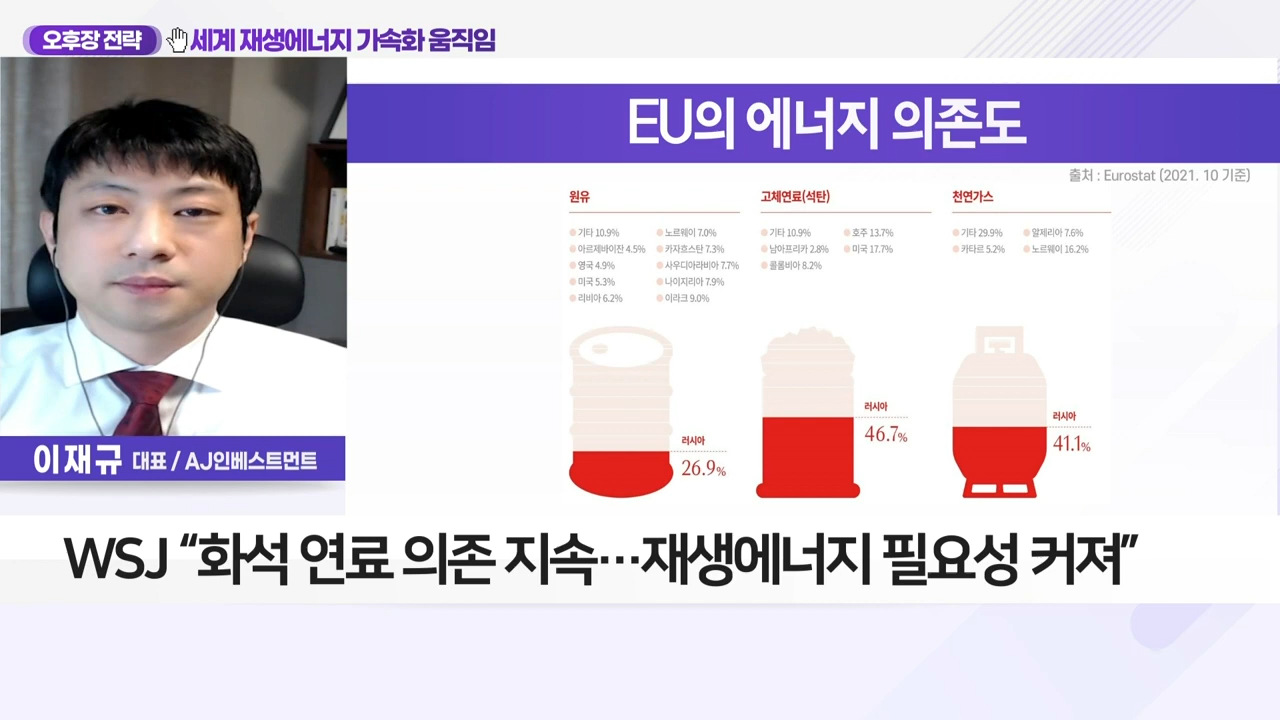 오후장 전략 세계 재생에너지 가속화 움직임
EU의 에너지 의존도
출처 : Eurostat (2021. 10 기준)
원유
기타 10.9% 노르웨이 7.0%
아르제바이잔 4.5% 카자흐스탄 7.3%
영국 4.9% 사우디아라비아 7.7%
미국 5.3% 나이지리아 7.9%
리비아 6.2% 이라크 9.0%
러시아
26.9%
고체연료(석탄)
기타 10.9% 호주 13.7%
남아프리카 2.8% 미국 17.7%
콜롬비아 8.2%
러시아
46.7%
천연가스
기타 29.9% 알제리아 7.6%
카타르 5.2% 노르웨이 16.2%
러시아
41.1%
이재규 대표 / AJ인베스트먼트
WSJ “화석 연료 의존 지속…재생에너지 필요성 커져”